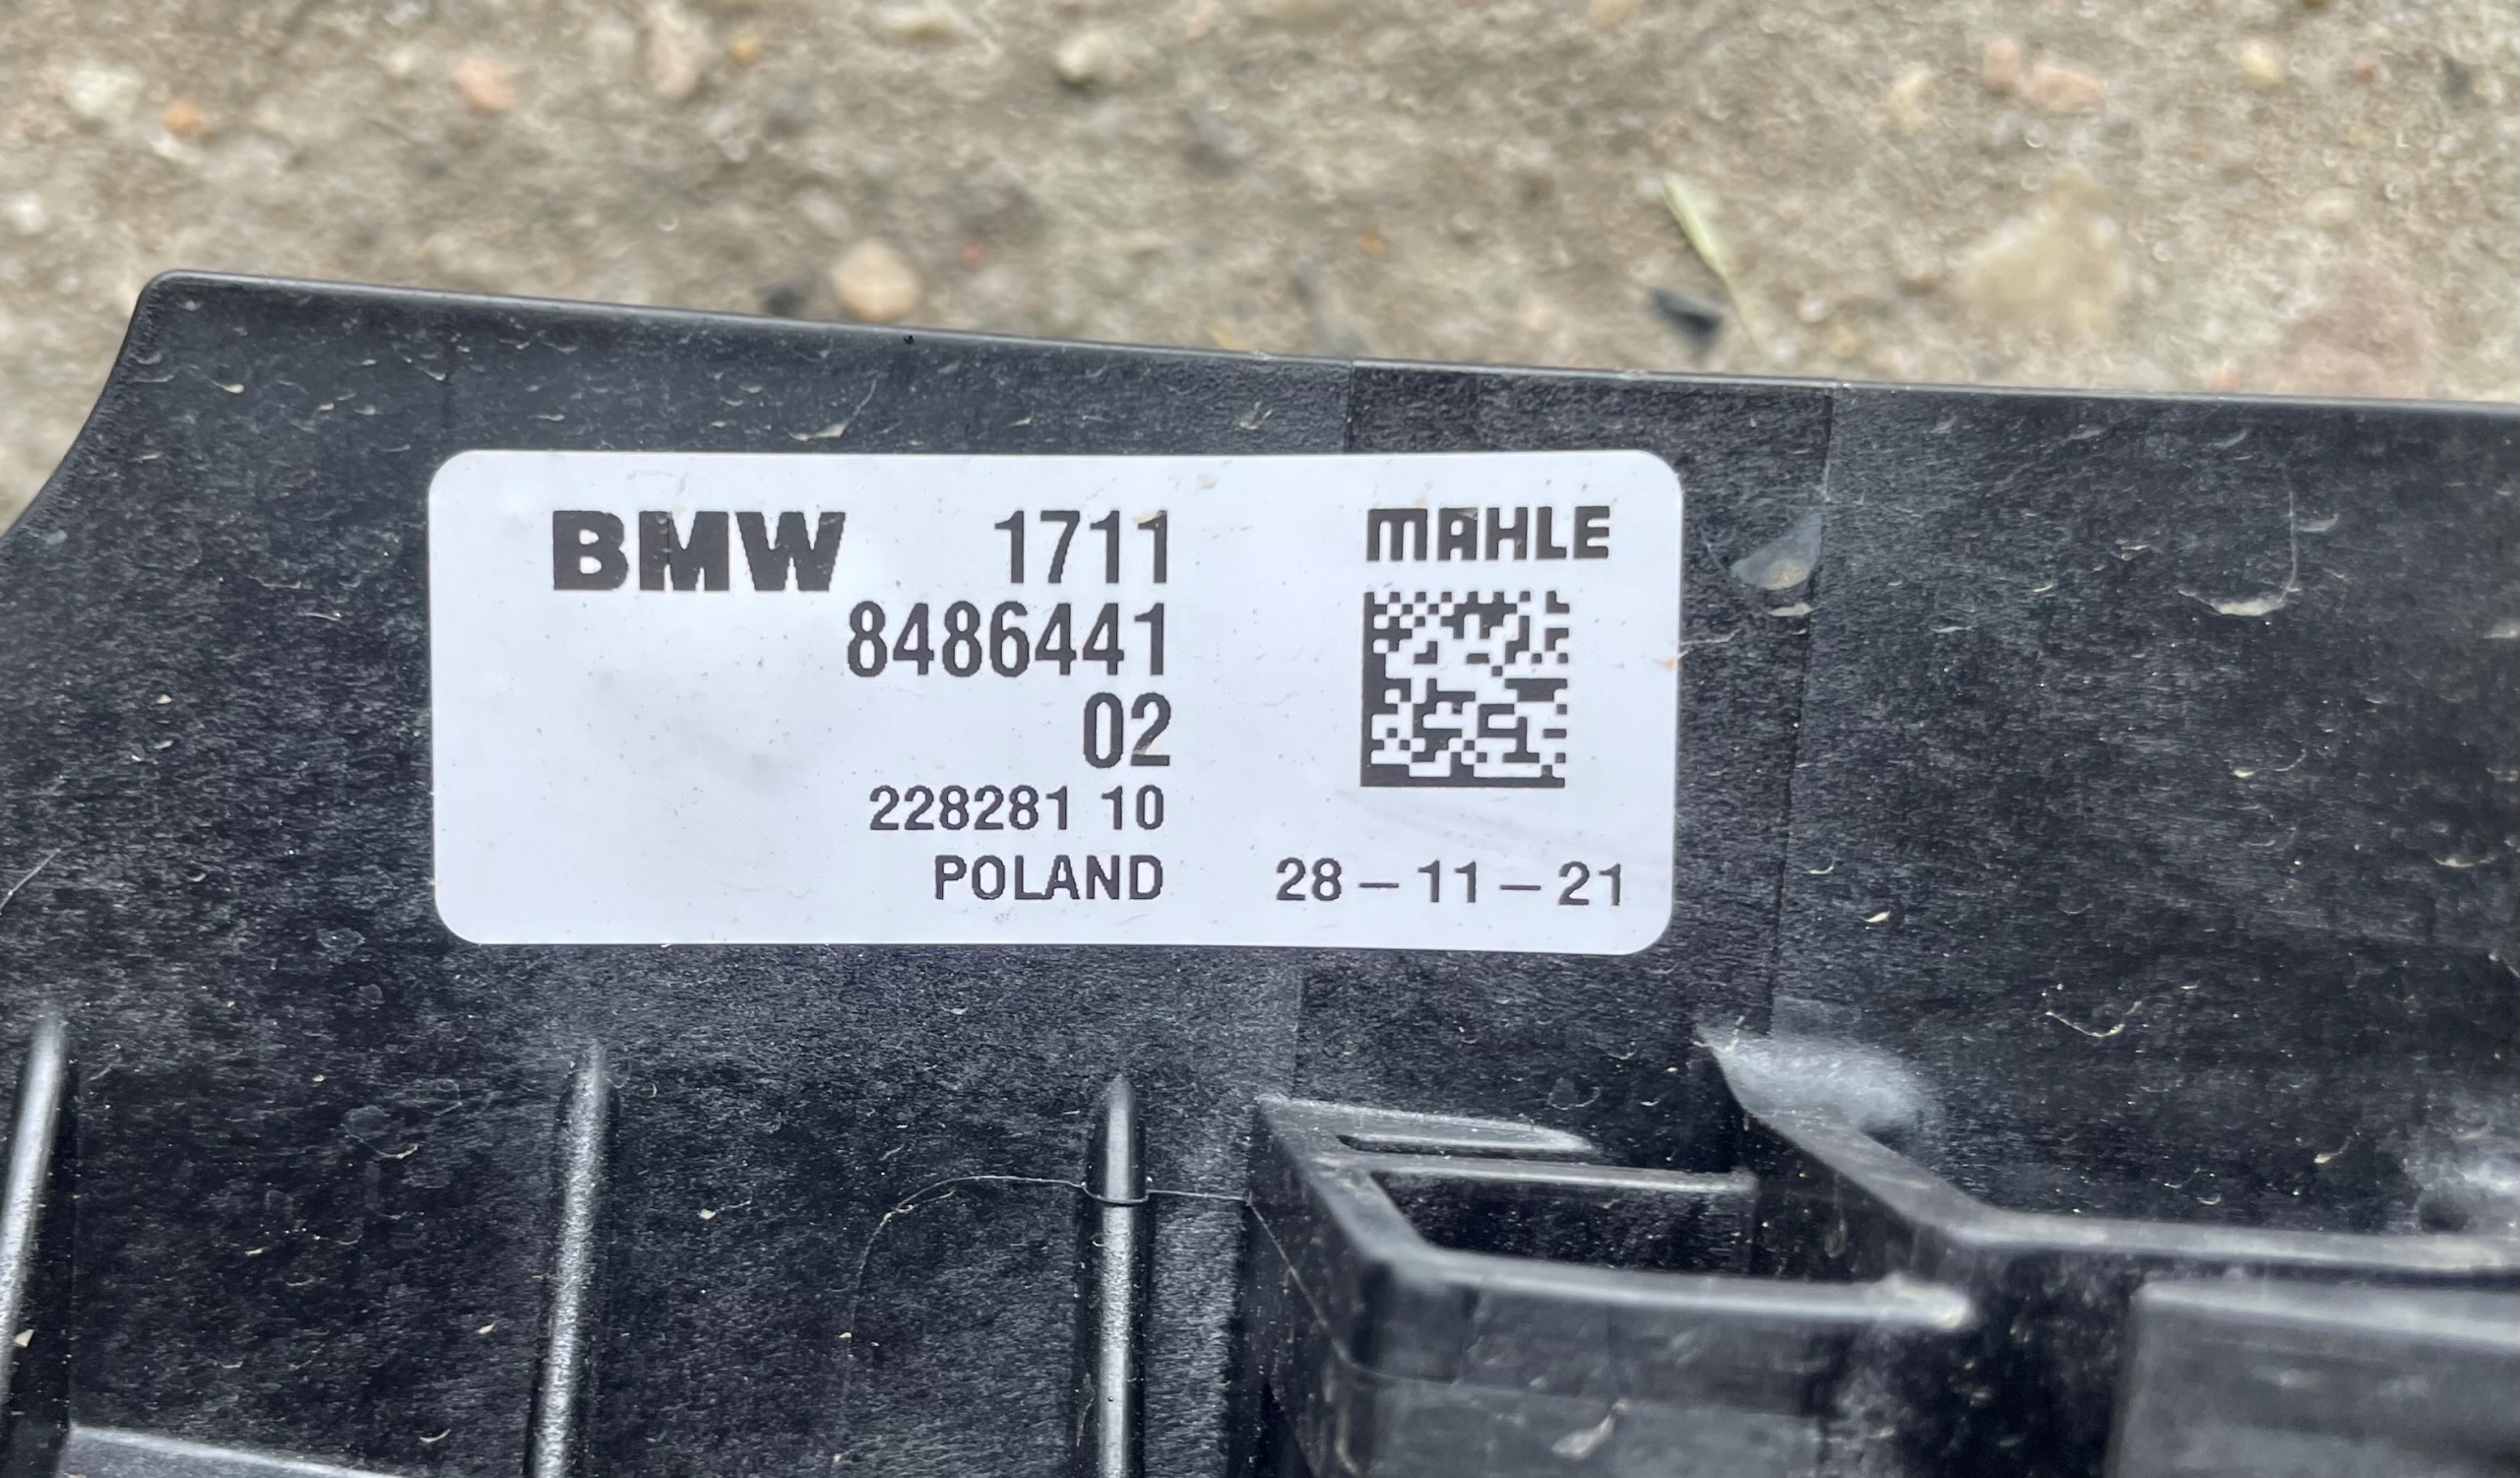 BMW 1711 MAHLE
8486441
02
228281 10
POLAND 28-11-21